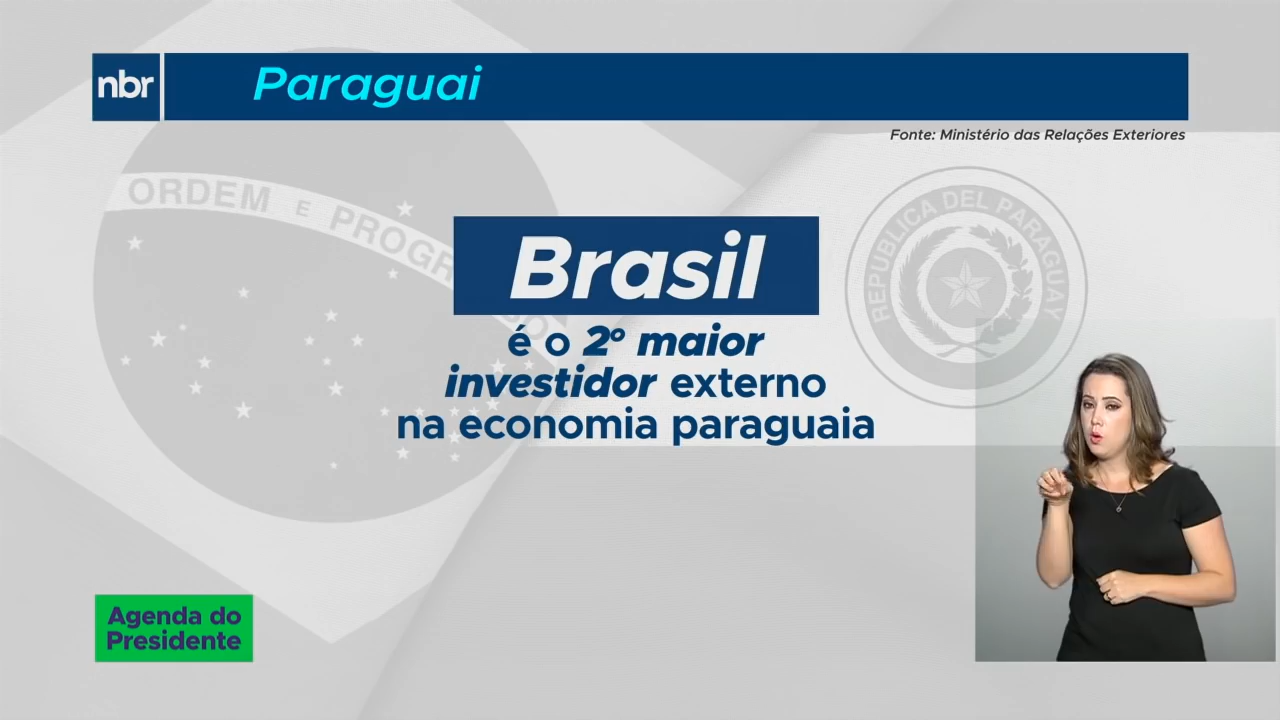 nbr
Paraguai
Fonte: Ministério das Relações Exteriores
ORDEM E PROGR
REPUBLICA DEL PARAGUAY
Brasil
é o 2º maior
investidor externo
na economia paraguaia
Agenda do
Presidente